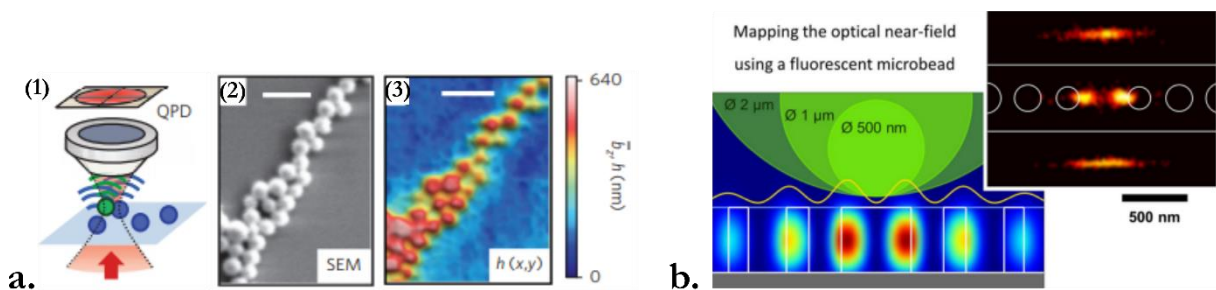 (1)
QPD
(2)
SEM
(3)
h (x,y)
640
b̄z, h (nm)
0
a.
Mapping the optical near-field
using a fluorescent microbead
Ø 2 μm
Ø 1 μm
Ø 500 nm
500 nm
b.